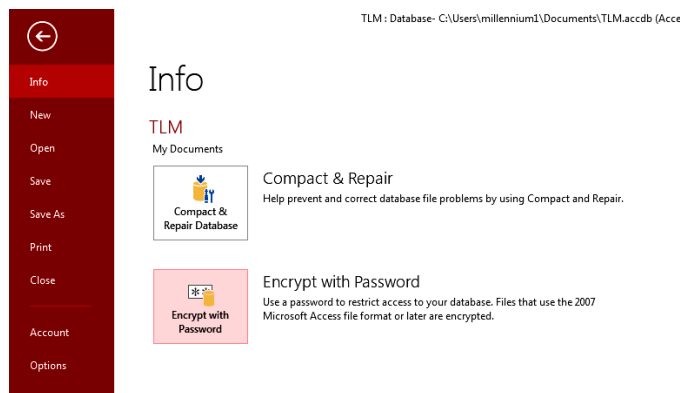 TLM : Database- C:\Users\millennium1\Documents\TLM.accdb (Acce
Info
New
Open
Save
Save As
Print
Close
Account
Options
Info
TLM
My Documents
Compact &
Repair Database
Compact & Repair
Help prevent and correct database file problems by using Compact and Repair.
Encrypt with
Password
Encrypt with Password
Use a password to restrict access to your database. Files that use the 2007
Microsoft Access file format or later are encrypted.